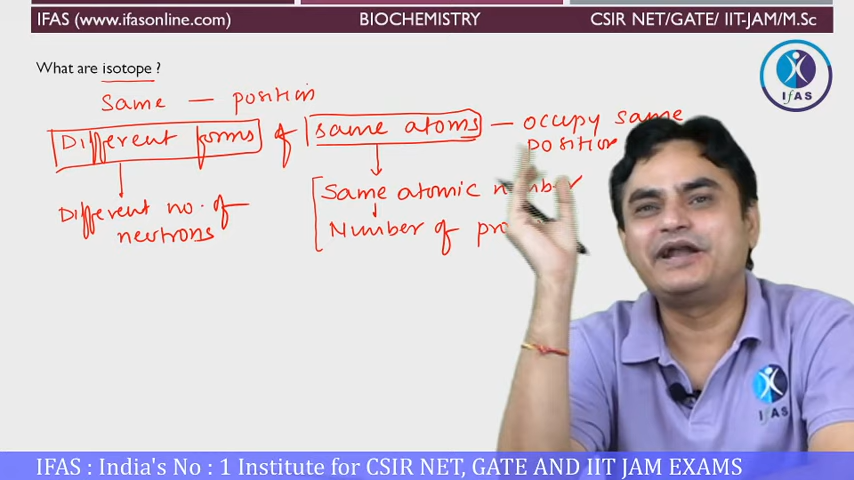 IFAS (www.ifasonline.com) BIOCHEMISTRY CSIR NET/GATE/ IIT-JAM/M.Sc
What are isotope ?
IFAS
Same — position
Different forms of same atoms — occupy same
position
Different no. of
neutrons
Same atomic number
Number of
IFAS
IFAS : India's No : 1 Institute for CSIR NET, GATE AND IIT JAM EXAMS